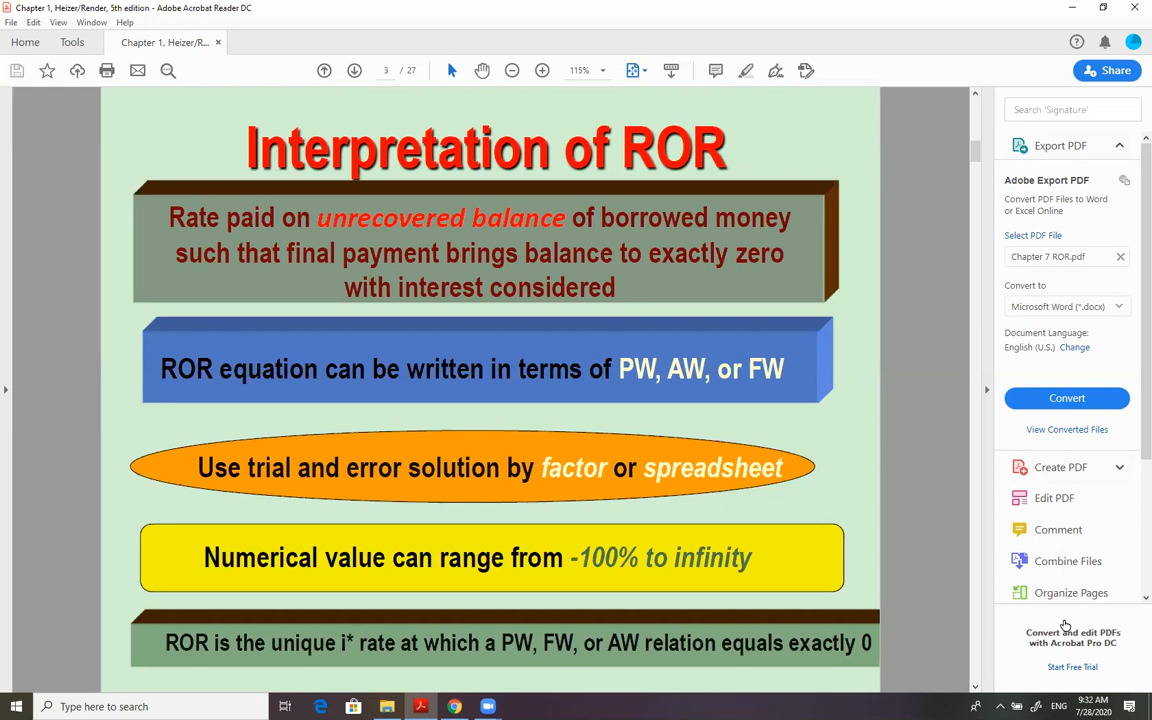 Chapter 1, Heizer/Render, 5th edition - Adobe Acrobat Reader DC
File Edit View Window Help
Home Tools Chapter 1, Heizer/R... ×
? 
3 / 27 115% Share
Interpretation of ROR
Rate paid on unrecovered balance of borrowed money
such that final payment brings balance to exactly zero
with interest considered
ROR equation can be written in terms of PW, AW, or FW
Use trial and error solution by factor or spreadsheet
Numerical value can range from -100% to infinity
ROR is the unique i* rate at which a PW, FW, or AW relation equals exactly 0
Search 'Signature'
Export PDF
Adobe Export PDF
Convert PDF Files to Word
or Excel Online
Select PDF File
Chapter 7 ROR.pdf
Convert to
Microsoft Word (*.docx)
Document Language:
English (U.S.) Change
Convert
View Converted Files
Create PDF
Edit PDF
Comment
Combine Files
Organize Pages
Convert and edit PDFs
with Acrobat Pro DC
Start Free Trial
Type here to search
ENG
9:32 AM
7/28/2020